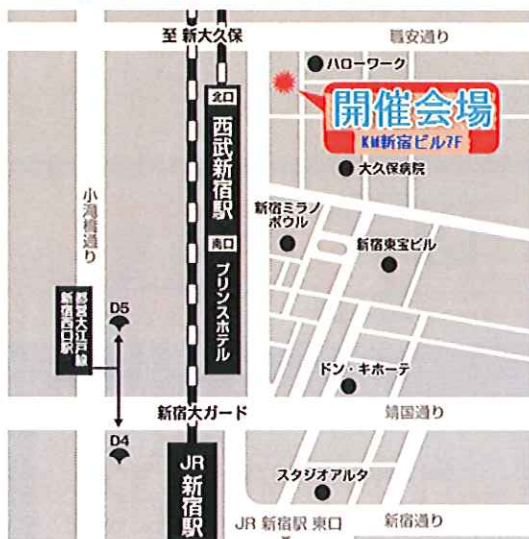 至 新大久保
職安通り
ハローワーク
北口
開催会場
KM新宿ビル7F
西武新宿駅
大久保病院
小滝橋通り
新宿ミラノ
ボウル
南口
新宿東宝ビル
プリンスホテル
都営大江戸線
新宿西口駅
D5
ドン・キホーテ
新宿大ガード
靖国通り
D4
JR 新宿駅
スタジオアルタ
JR 新宿駅 東口
新宿通り